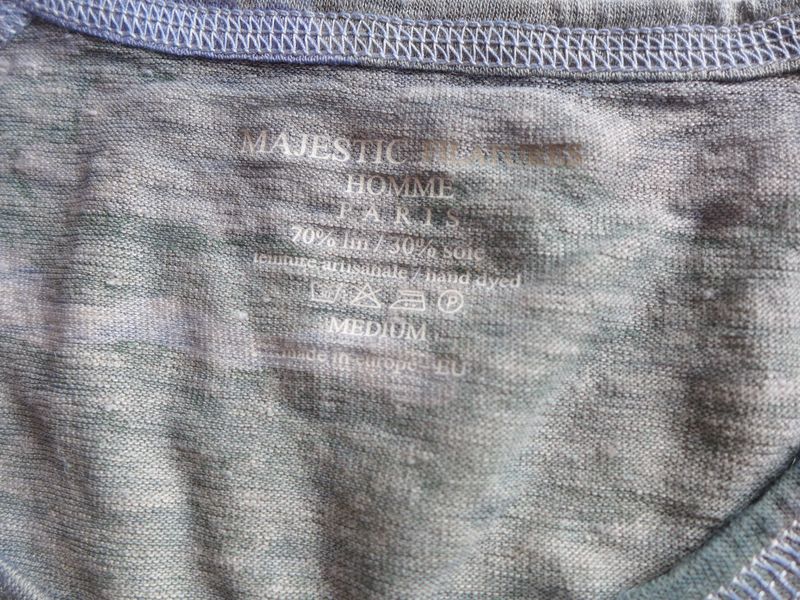 MAJESTIC FILATURES
HOMME
PARIS
70% lin / 30% soie
teinture artisanale / hand dyed
MEDIUM
made in europe - EU